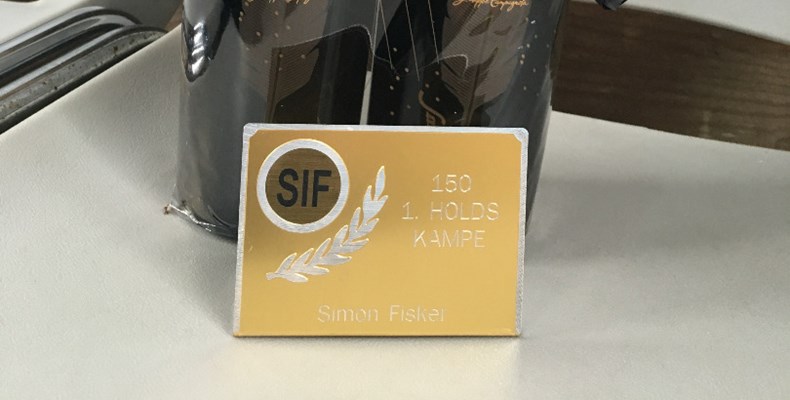 SIF
150
1. HOLDS
KAMPE
Simon Fisker